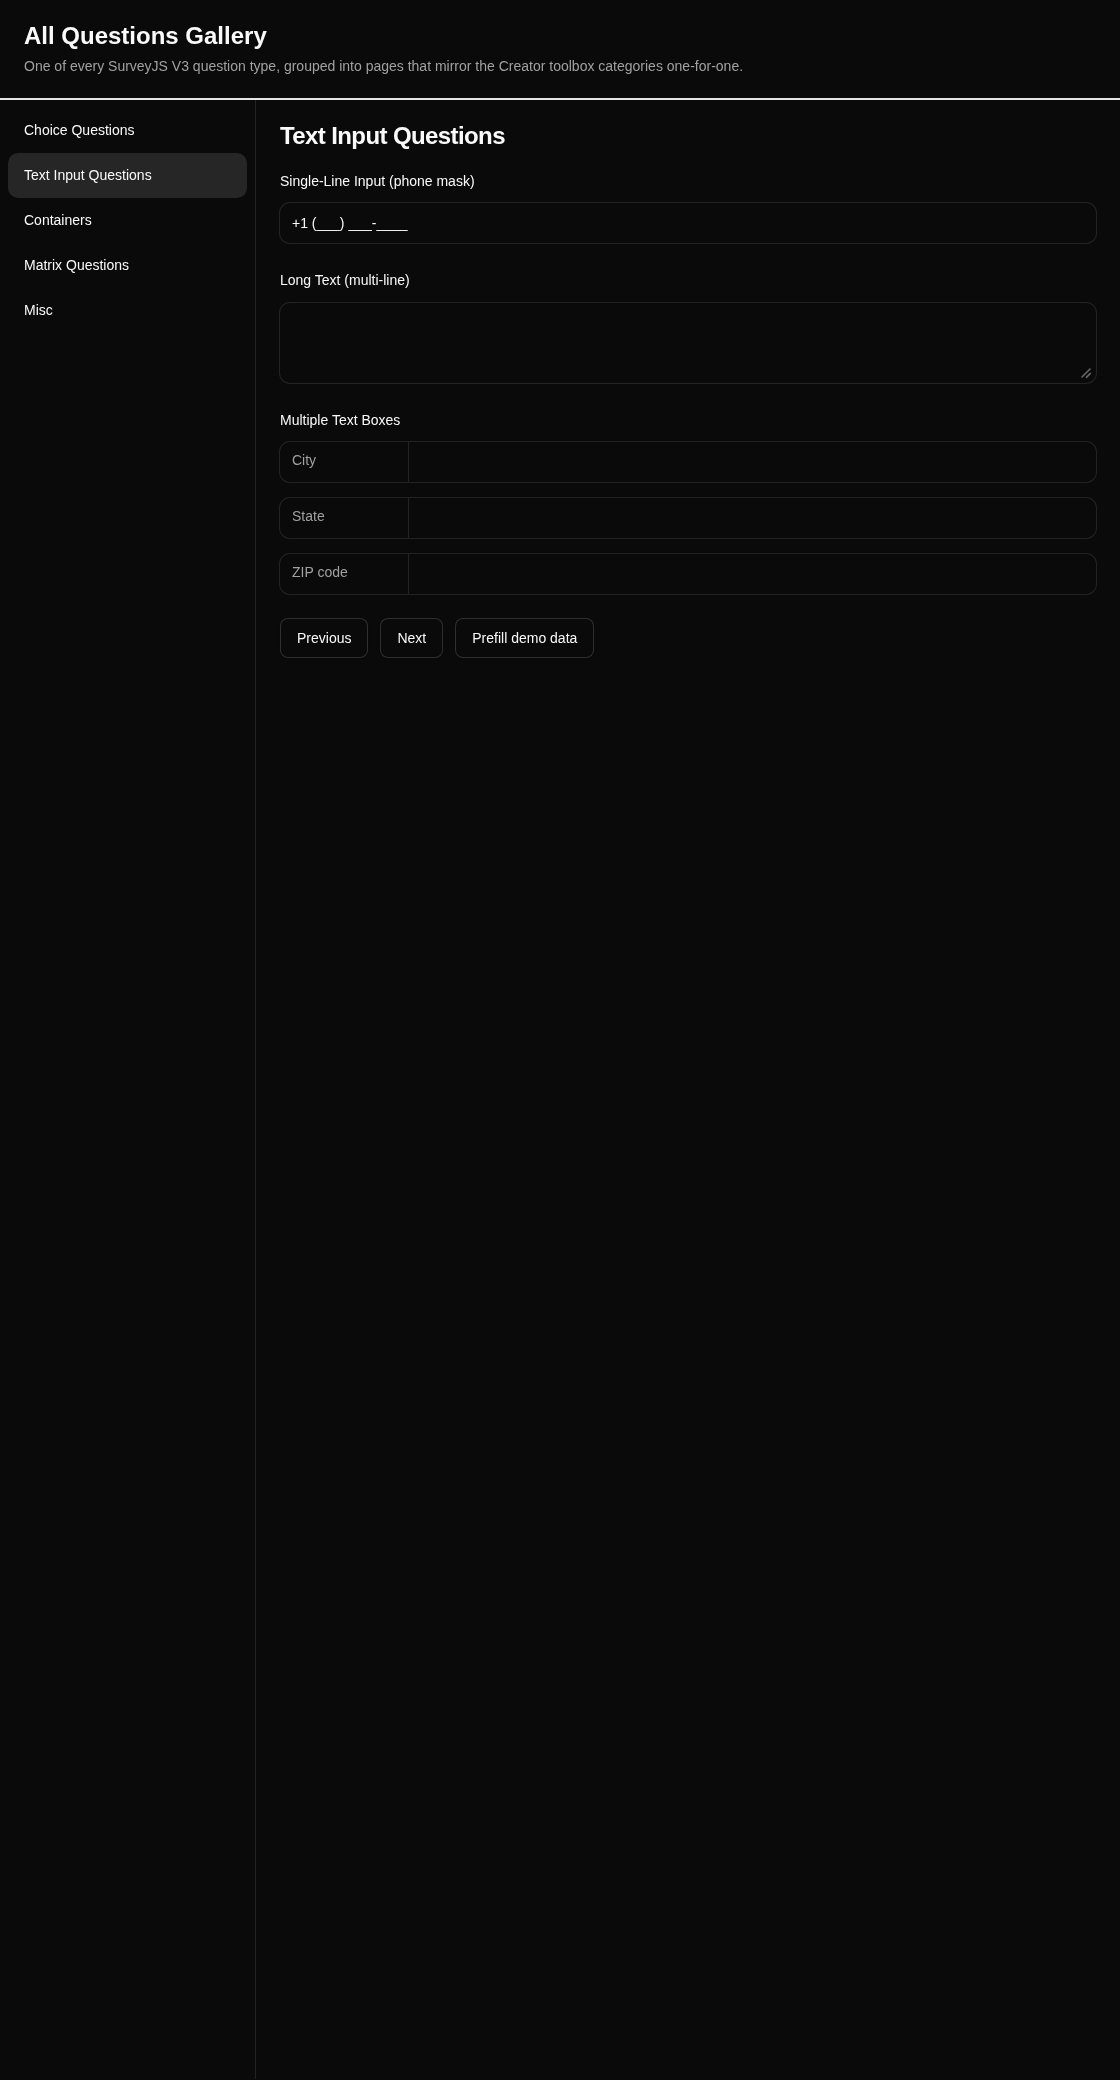 All Questions Gallery
One of every SurveyJS V3 question type, grouped into pages that mirror the Creator toolbox categories one-for-one.
Choice Questions
Text Input Questions
Containers
Matrix Questions
Misc
Text Input Questions
Single-Line Input (phone mask)
+1 (___) ___-____
Long Text (multi-line)
Multiple Text Boxes
City
State
ZIP code
Previous
Next
Prefill demo data